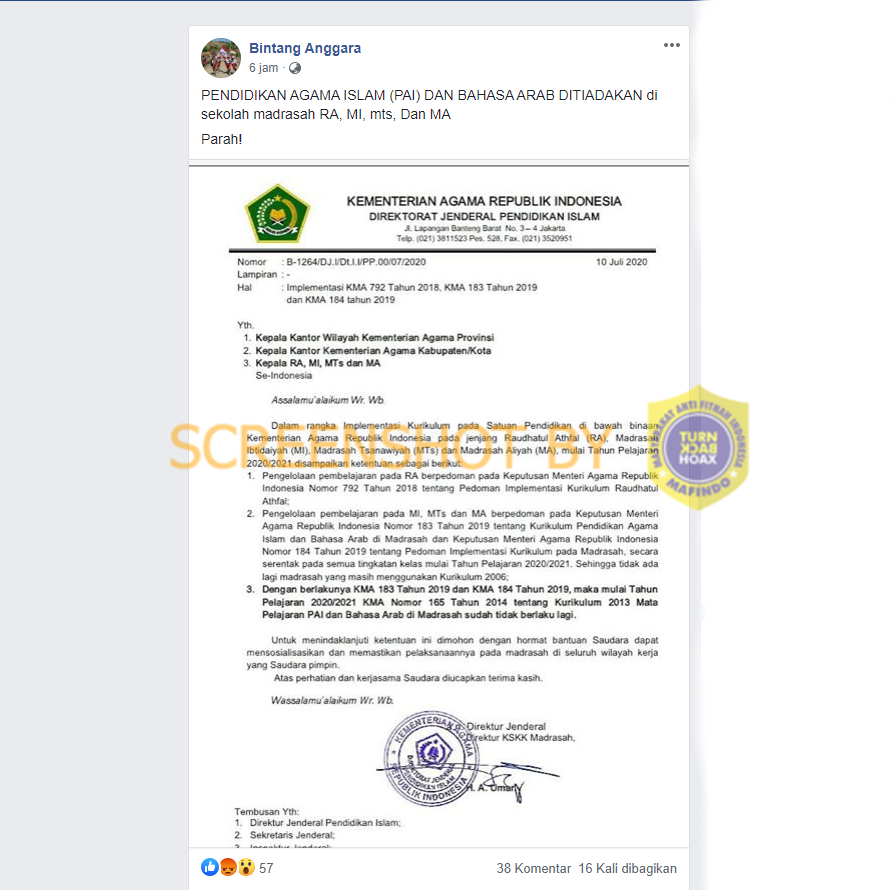 Bintang Anggara
6 jam ·
PENDIDIKAN AGAMA ISLAM (PAI) DAN BAHASA ARAB DITIADAKAN di
sekolah madrasah RA, MI, mts, Dan MA
Parah!
KEMENTERIAN AGAMA REPUBLIK INDONESIA
DIREKTORAT JENDERAL PENDIDIKAN ISLAM
Jl. Lapangan Banteng Barat No. 3 – 4 Jakarta
Telp. (021) 3811523 Pes. 528, Fax. (021) 3520951
Nomor : B-1264/DJ.I/Dt.I.I/PP.00/07/2020 10 Juli 2020
Lampiran : -
Hal : Implementasi KMA 792 Tahun 2018, KMA 183 Tahun 2019
dan KMA 184 tahun 2019
Yth.
1. Kepala Kantor Wilayah Kementerian Agama Provinsi
2. Kepala Kantor Kementerian Agama Kabupaten/Kota
3. Kepala RA, MI, MTs dan MA
Se-Indonesia
Assalamu'alaikum Wr. Wb.
Dalam rangka Implementasi Kurikulum pada Satuan Pendidikan di bawah binaan
Kementerian Agama Republik Indonesia pada jenjang Raudhatul Athfal (RA), Madrasah
Ibtidaiyah (MI), Madrasah Tsanawiyah (MTs) dan Madrasah Aliyah (MA), mulai Tahun Pelajaran
2020/2021 disampaikan ketentuan sebagai berikut:
1. Pengelolaan pembelajaran pada RA berpedoman pada Keputusan Menteri Agama Republik
Indonesia Nomor 792 Tahun 2018 tentang Pedoman Implementasi Kurikulum Raudhatul
Athfal;
2. Pengelolaan pembelajaran pada MI, MTs dan MA berpedoman pada Keputusan Menteri
Agama Republik Indonesia Nomor 183 Tahun 2019 tentang Kurikulum Pendidikan Agama
Islam dan Bahasa Arab di Madrasah dan Keputusan Menteri Agama Republik Indonesia
Nomor 184 Tahun 2019 tentang Pedoman Implementasi Kurikulum pada Madrasah, secara
serentak pada semua tingkatan kelas mulai Tahun Pelajaran 2020/2021. Sehingga tidak ada
lagi madrasah yang masih menggunakan Kurikulum 2006;
3. Dengan berlakunya KMA 183 Tahun 2019 dan KMA 184 Tahun 2019, maka mulai Tahun
Pelajaran 2020/2021 KMA Nomor 165 Tahun 2014 tentang Kurikulum 2013 Mata
Pelajaran PAI dan Bahasa Arab di Madrasah sudah tidak berlaku lagi.
Untuk menindaklanjuti ketentuan ini dimohon dengan hormat bantuan Saudara dapat
mensosialisasikan dan memastikan pelaksanaannya pada madrasah di seluruh wilayah kerja
yang Saudara pimpin.
Atas perhatian dan kerjasama Saudara diucapkan terima kasih.
Wassalamu'alaikum Wr. Wb.
Direktur Jenderal
Direktur KSKK Madrasah,
KEMENTERIAN AGAMA
DIREKTORAT JENDERAL
PENDIDIKAN ISLAM
REPUBLIK INDONESIA
H. A. Umar
Tembusan Yth:
1. Direktur Jenderal Pendidikan Islam;
2. Sekretaris Jenderal;
3. Inspektur Jenderal;
57
38 Komentar 16 Kali dibagikan
SCREENSHOT BY
MASYARAKAT ANTI FITNAH INDONESIA
TURN
BACK
HOAX
MAFINDO